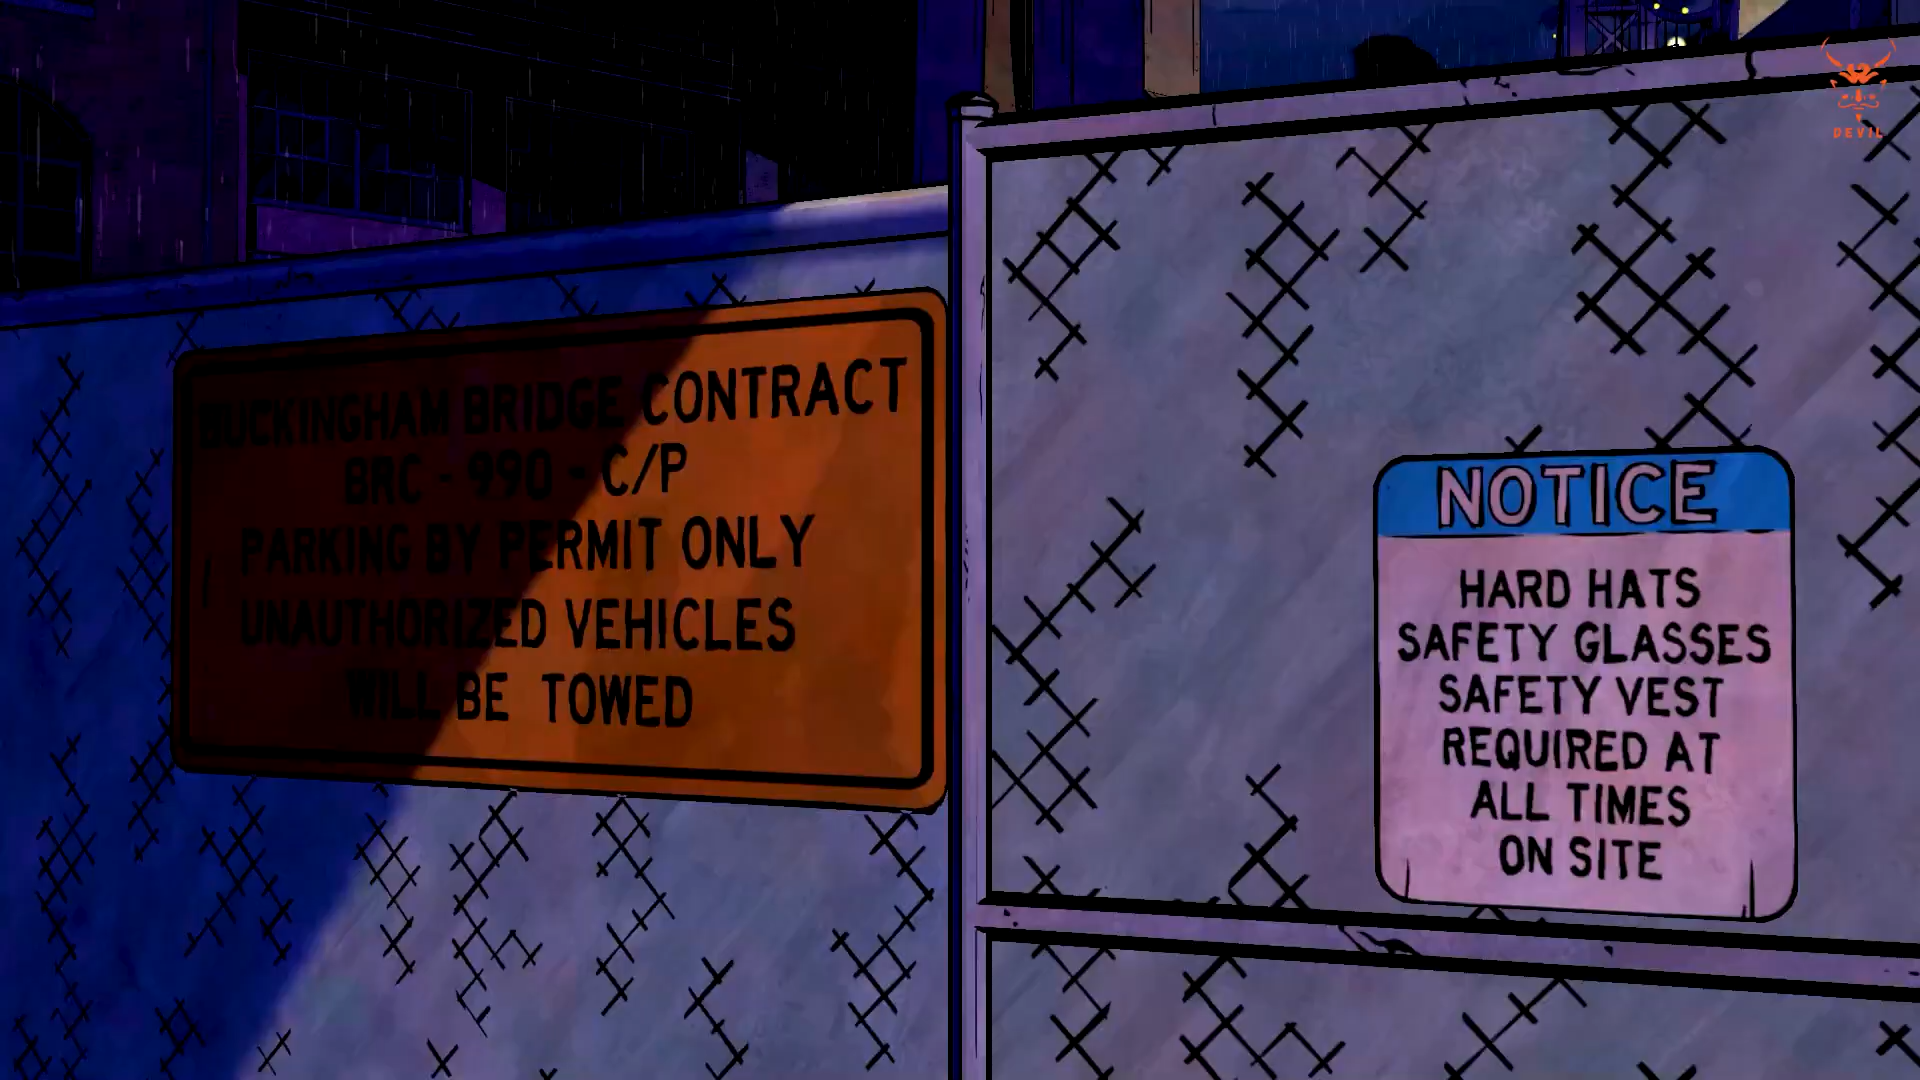 BUCKINGHAM BRIDGE CONTRACT
BRC - 990 - C/P
PARKING BY PERMIT ONLY
UNAUTHORIZED VEHICLES
WILL BE TOWED
NOTICE
HARD HATS
SAFETY GLASSES
SAFETY VEST
REQUIRED AT
ALL TIMES
ON SITE
DEVIL